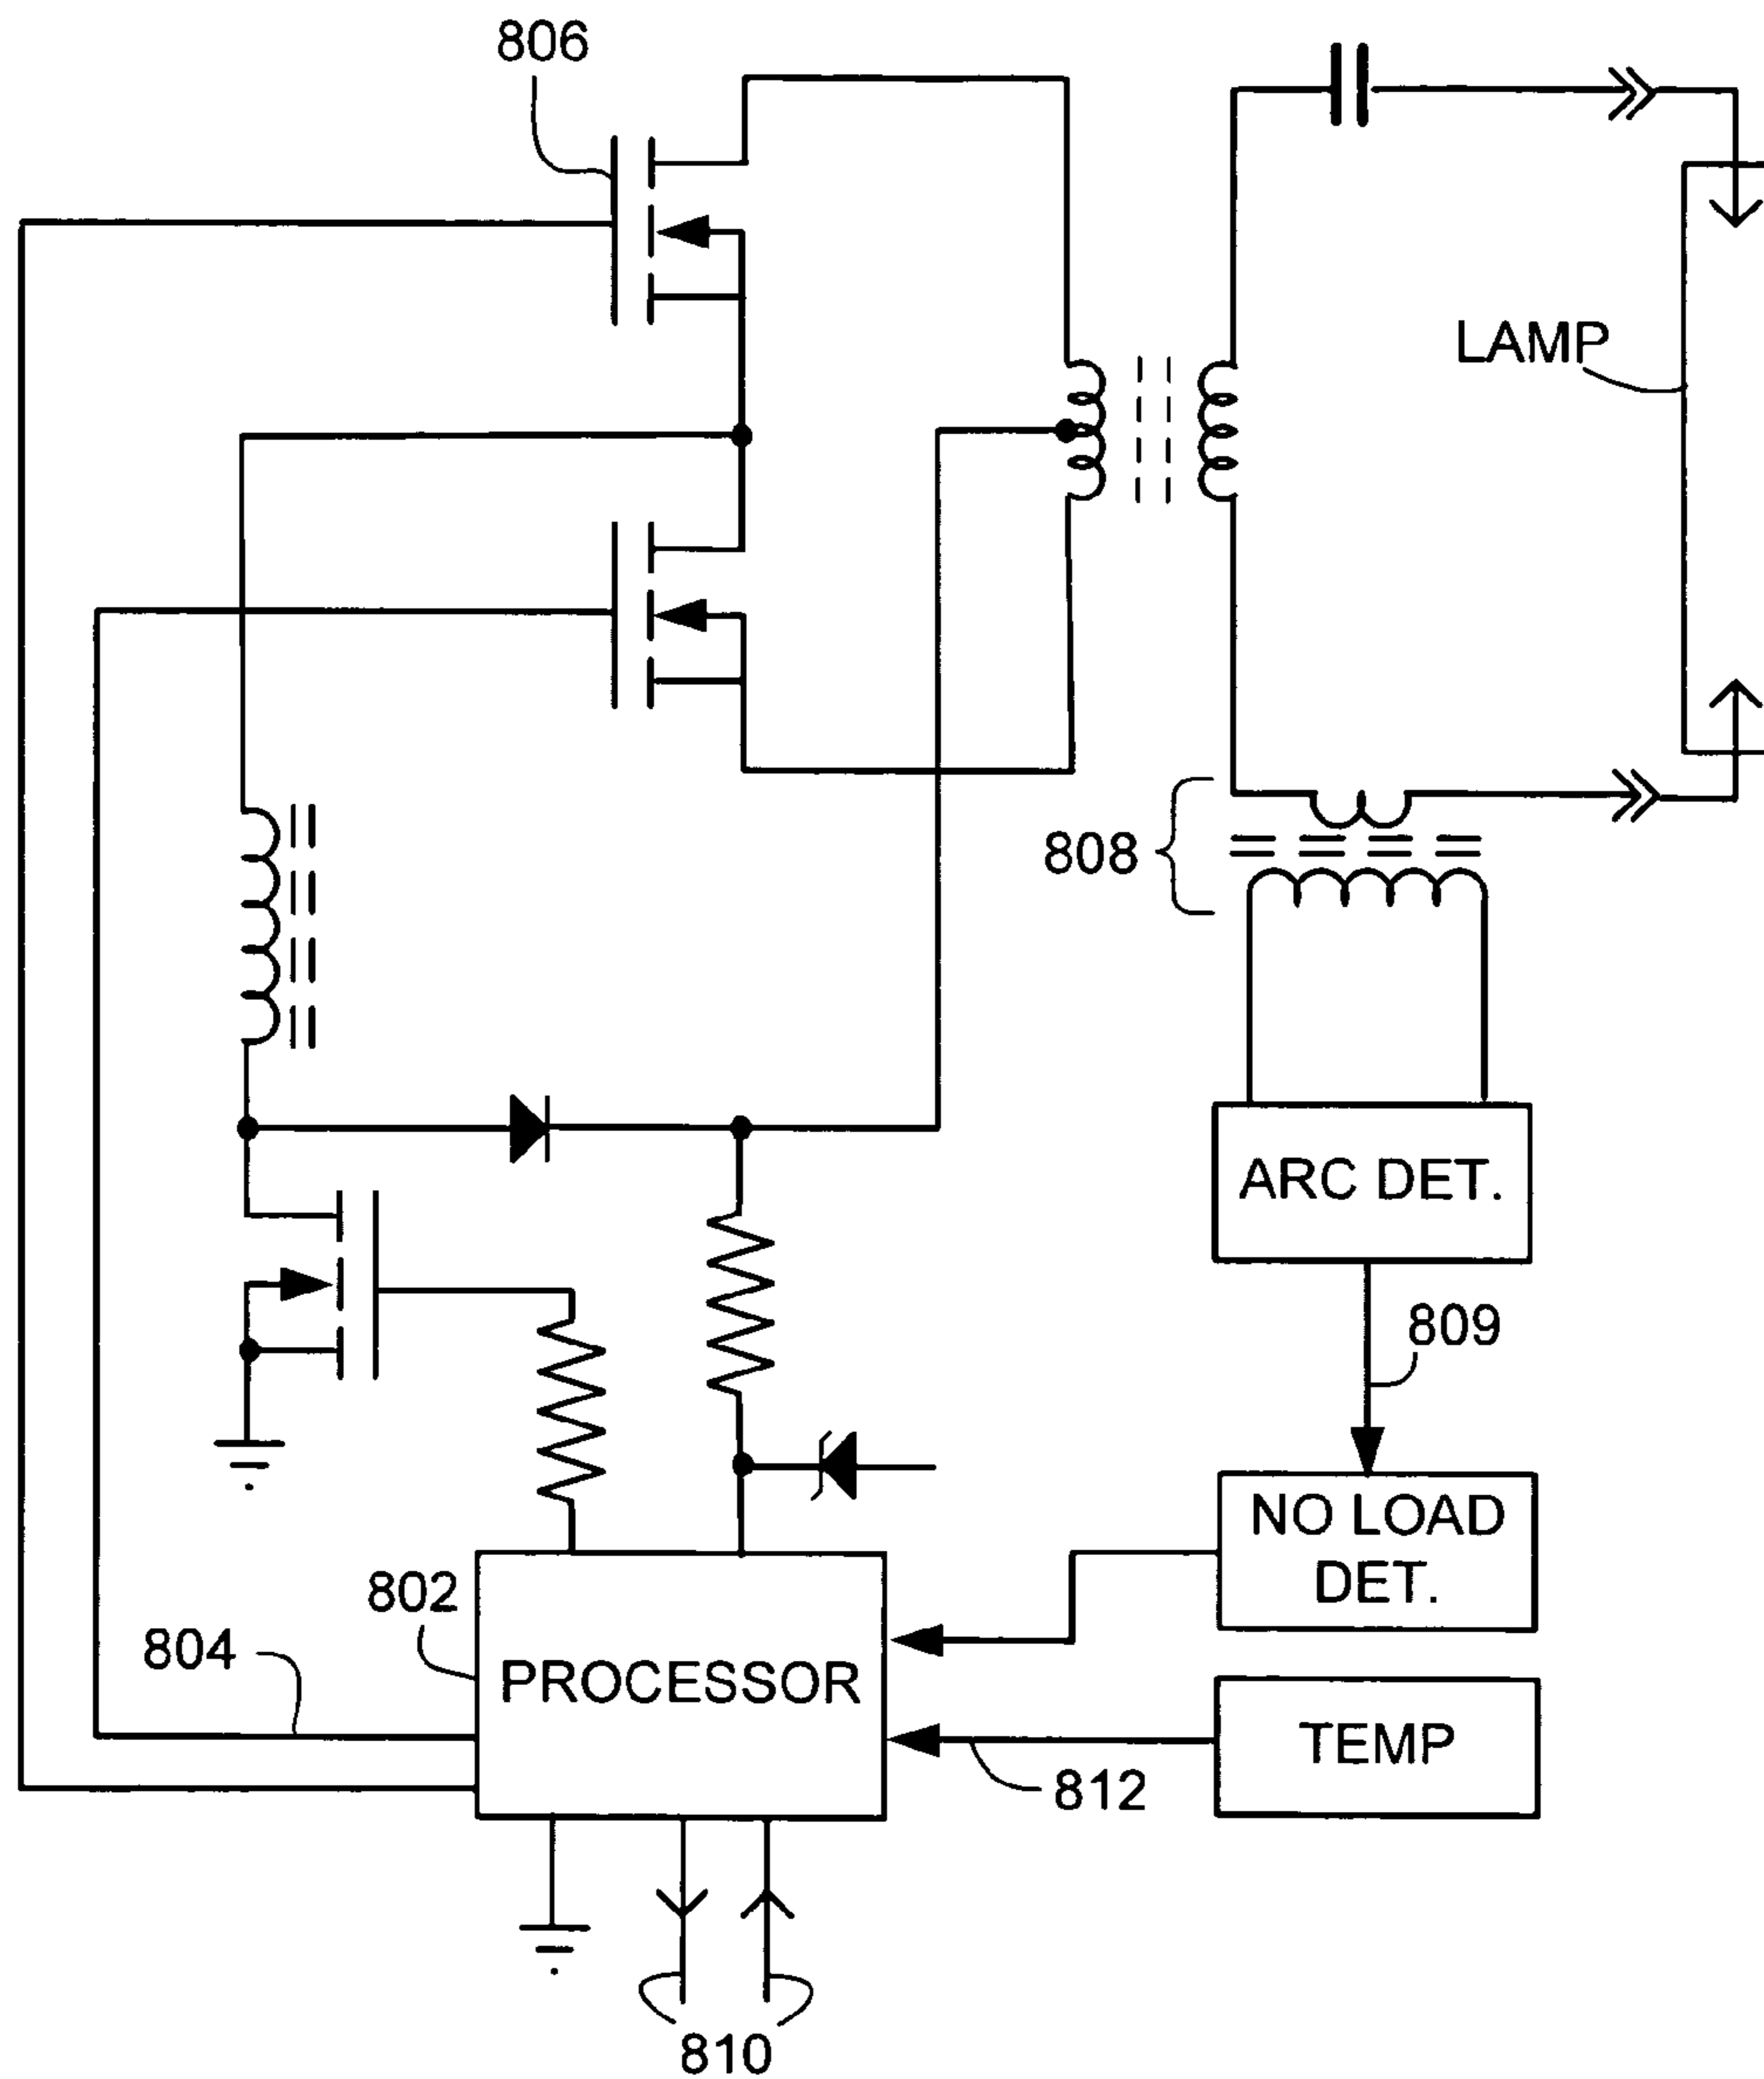 806
LAMP
808
ARC DET.
809
NO LOAD
DET.
802
804
PROCESSOR
TEMP
812
810